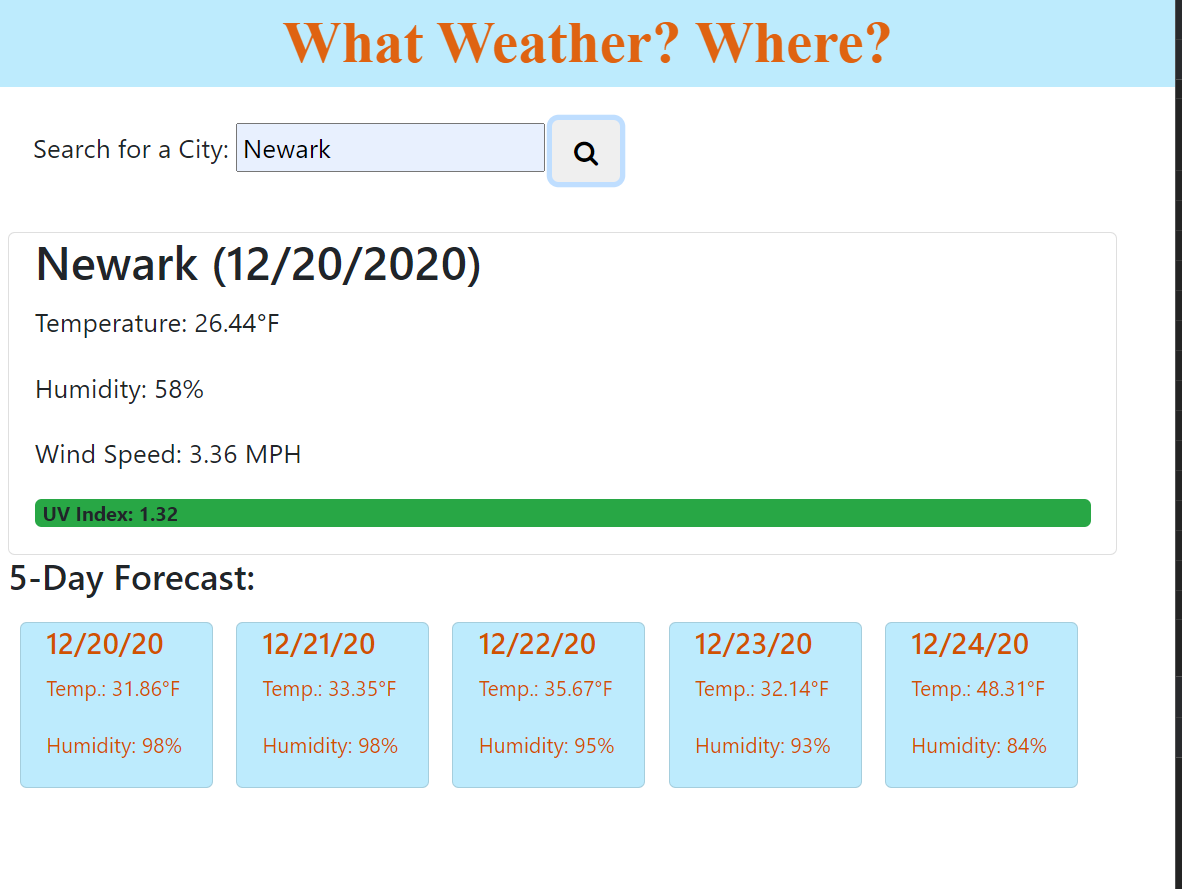 What Weather? Where?
Search for a City: Newark
Newark (12/20/2020)
Temperature: 26.44°F
Humidity: 58%
Wind Speed: 3.36 MPH
UV Index: 1.32
5-Day Forecast:
12/20/20
Temp.: 31.86°F
Humidity: 98%
12/21/20
Temp.: 33.35°F
Humidity: 98%
12/22/20
Temp.: 35.67°F
Humidity: 95%
12/23/20
Temp.: 32.14°F
Humidity: 93%
12/24/20
Temp.: 48.31°F
Humidity: 84%